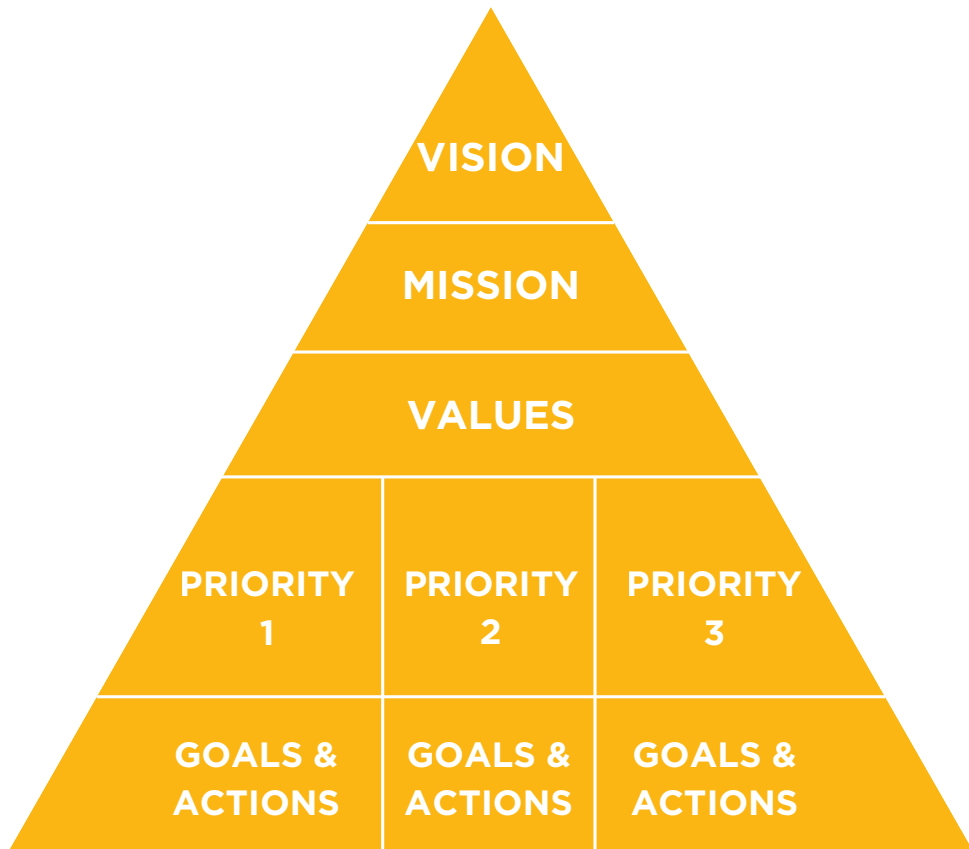 VISION
MISSION
VALUES
PRIORITY
1
PRIORITY
2
PRIORITY
3
GOALS &
ACTIONS
GOALS &
ACTIONS
GOALS &
ACTIONS